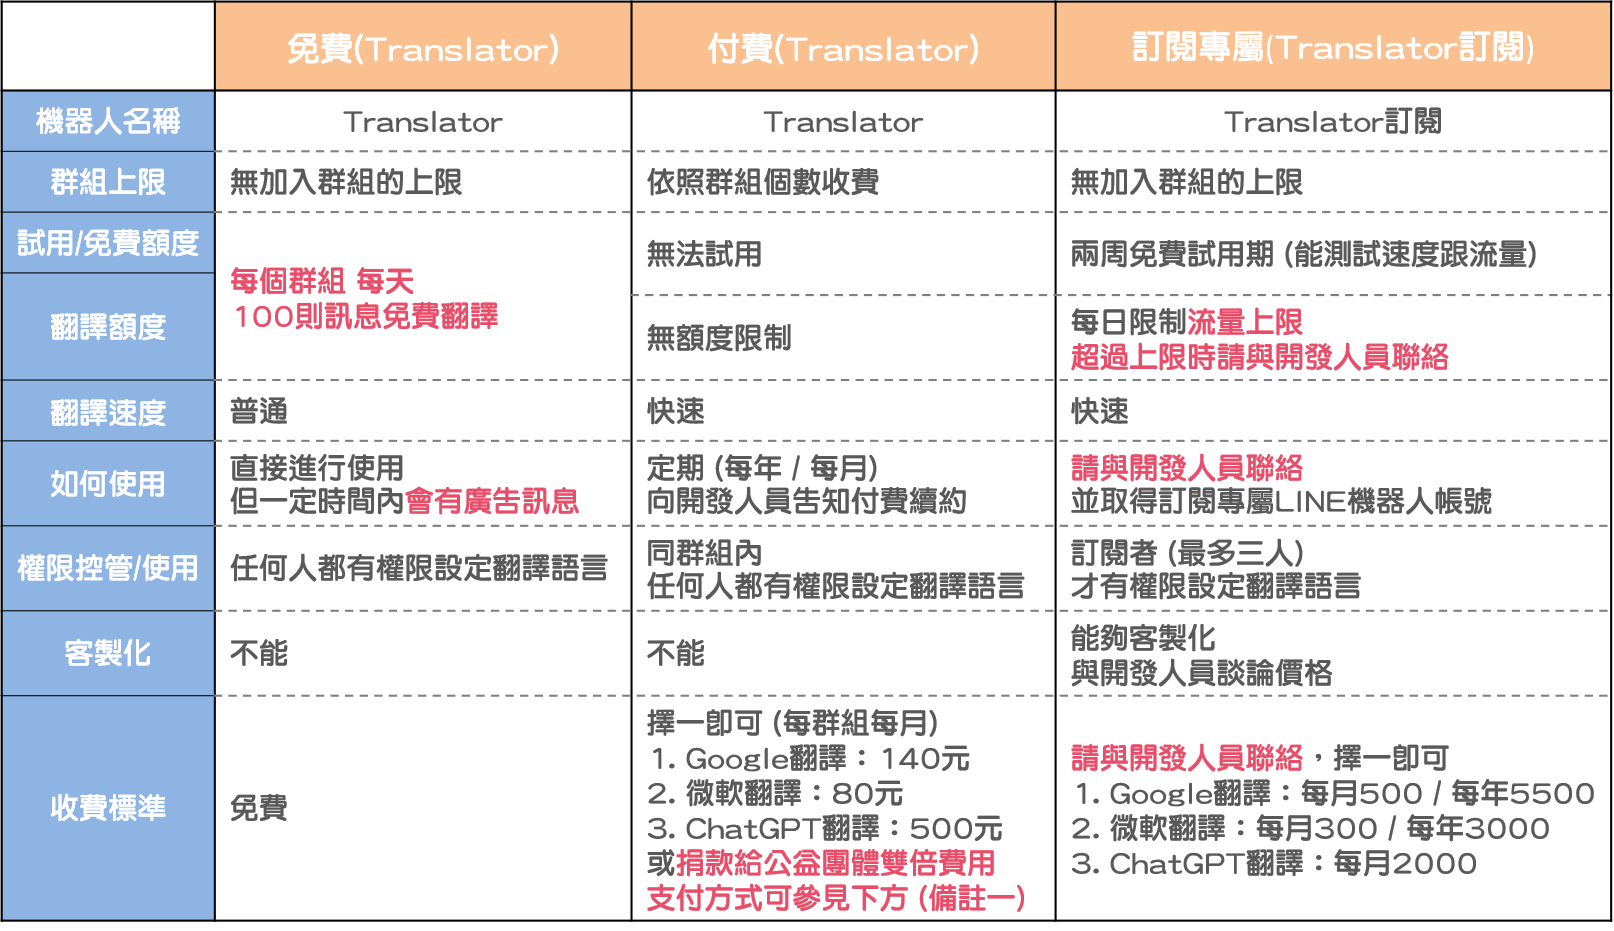 免費(Translator)
付費(Translator)
訂閱專屬(Translator訂閱)
機器人名稱
Translator
Translator
Translator訂閱
群組上限
無加入群組的上限
依照群組個數收費
無加入群組的上限
試用/免費額度
每個群組 每天
100則訊息免費翻譯
無法試用
兩周免費試用期 (能測試速度跟流量)
翻譯額度
無額度限制
每日限制流量上限
超過上限時請與開發人員聯絡
翻譯速度
普通
快速
快速
如何使用
直接進行使用
但一定時間內會有廣告訊息
定期 (每年 / 每月)
向開發人員告知付費續約
請與開發人員聯絡
並取得訂閱專屬LINE機器人帳號
權限控管/使用
任何人都有權限設定翻譯語言
同群組內
任何人都有權限設定翻譯語言
訂閱者 (最多三人)
才有權限設定翻譯語言
客製化
不能
不能
能夠客製化
與開發人員談論價格
收費標準
免費
擇一即可 (每群組每月)
1. Google翻譯：140元
2. 微軟翻譯：80元
3. ChatGPT翻譯：500元
或捐款給公益團體雙倍費用
支付方式可參見下方 (備註一)
請與開發人員聯絡，擇一即可
1. Google翻譯：每月500 / 每年5500
2. 微軟翻譯：每月300 / 每年3000
3. ChatGPT翻譯：每月2000